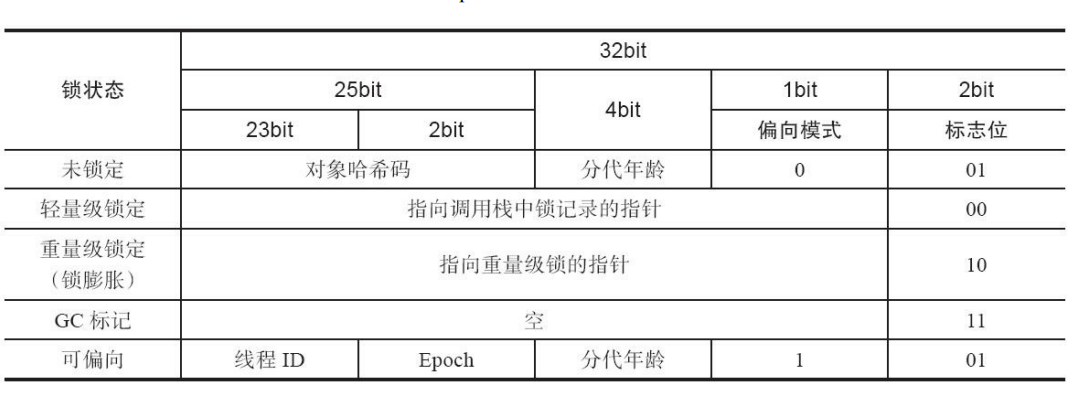 32bit
锁状态
25bit
4bit
1bit
2bit
23bit
2bit
偏向模式
标志位
未锁定
对象哈希码
分代年龄
0
01
轻量级锁定
指向调用栈中锁记录的指针
00
重量级锁定
（锁膨胀）
指向重量级锁的指针
10
GC 标记
空
11
可偏向
线程 ID
Epoch
分代年龄
1
01